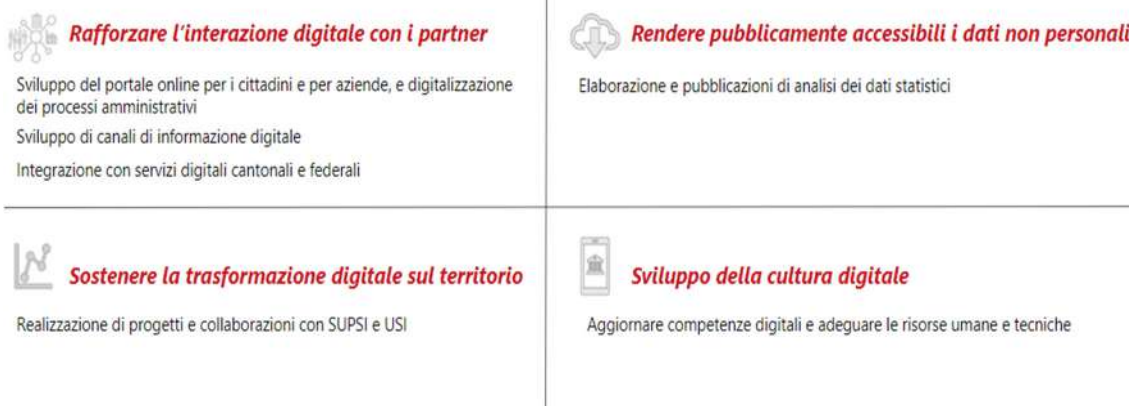 Rafforzare l'interazione digitale con i partner
Sviluppo del portale online per i cittadini e per aziende, e digitalizzazione
dei processi amministrativi
Sviluppo di canali di informazione digitale
Integrazione con servizi digitali cantonali e federali
Rendere pubblicamente accessibili i dati non personali
Elaborazione e pubblicazioni di analisi dei dati statistici
Sostenere la trasformazione digitale sul territorio
Realizzazione di progetti e collaborazioni con SUPSI e USI
Sviluppo della cultura digitale
Aggiornare competenze digitali e adeguare le risorse umane e tecniche